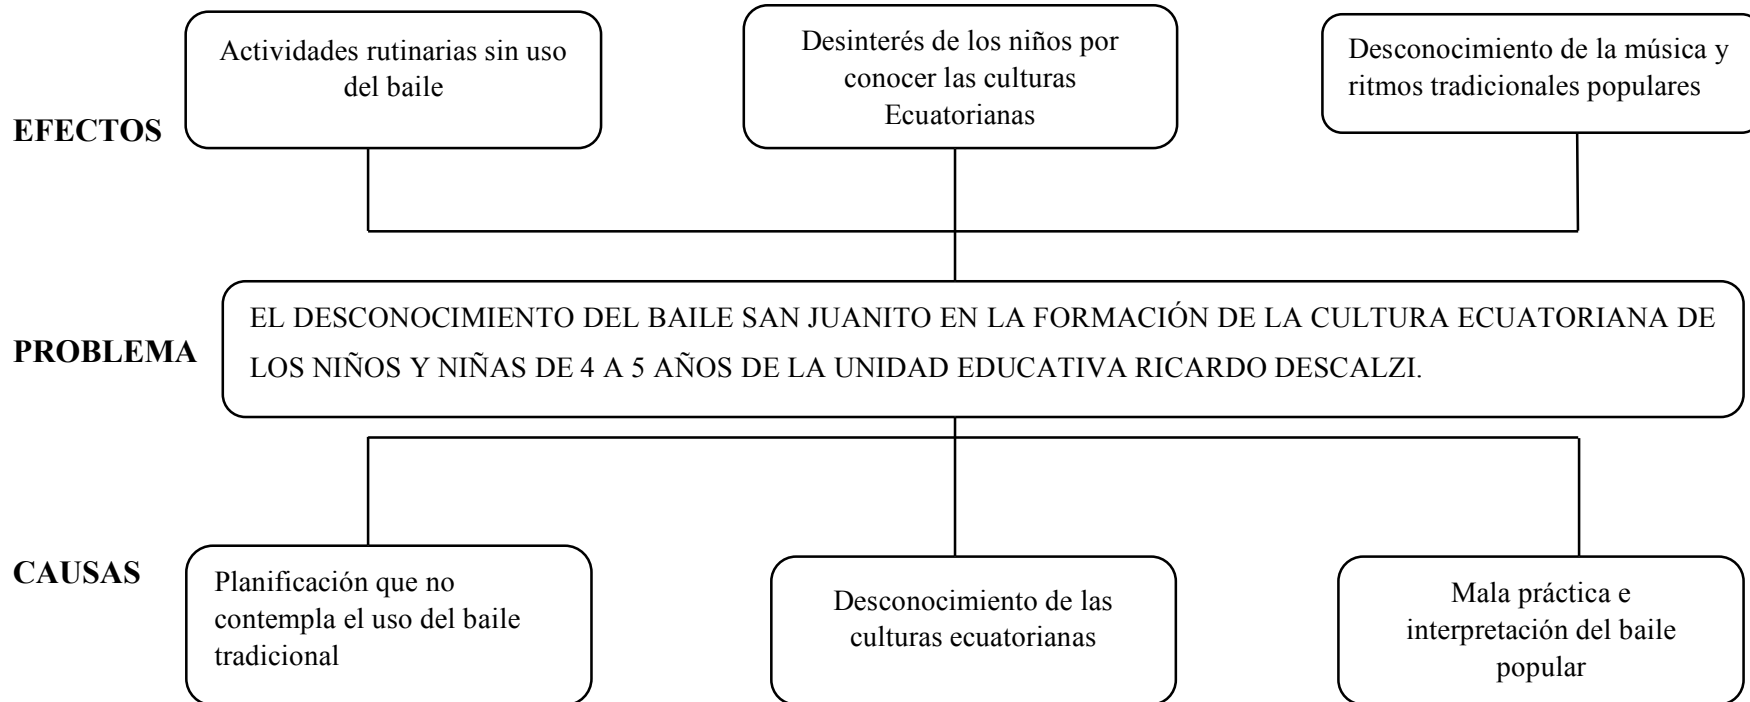 Actividades rutinarias sin uso
del baile
Desinterés de los niños por
conocer las culturas
Ecuatorianas
Desconocimiento de la música y
ritmos tradicionales populares
EFECTOS
PROBLEMA
EL DESCONOCIMIENTO DEL BAILE SAN JUANITO EN LA FORMACIÓN DE LA CULTURA ECUATORIANA DE
LOS NIÑOS Y NIÑAS DE 4 A 5 AÑOS DE LA UNIDAD EDUCATIVA RICARDO DESCALZI.
CAUSAS
Planificación que no
contempla el uso del baile
tradicional
Desconocimiento de las
culturas ecuatorianas
Mala práctica e
interpretación del baile
popular